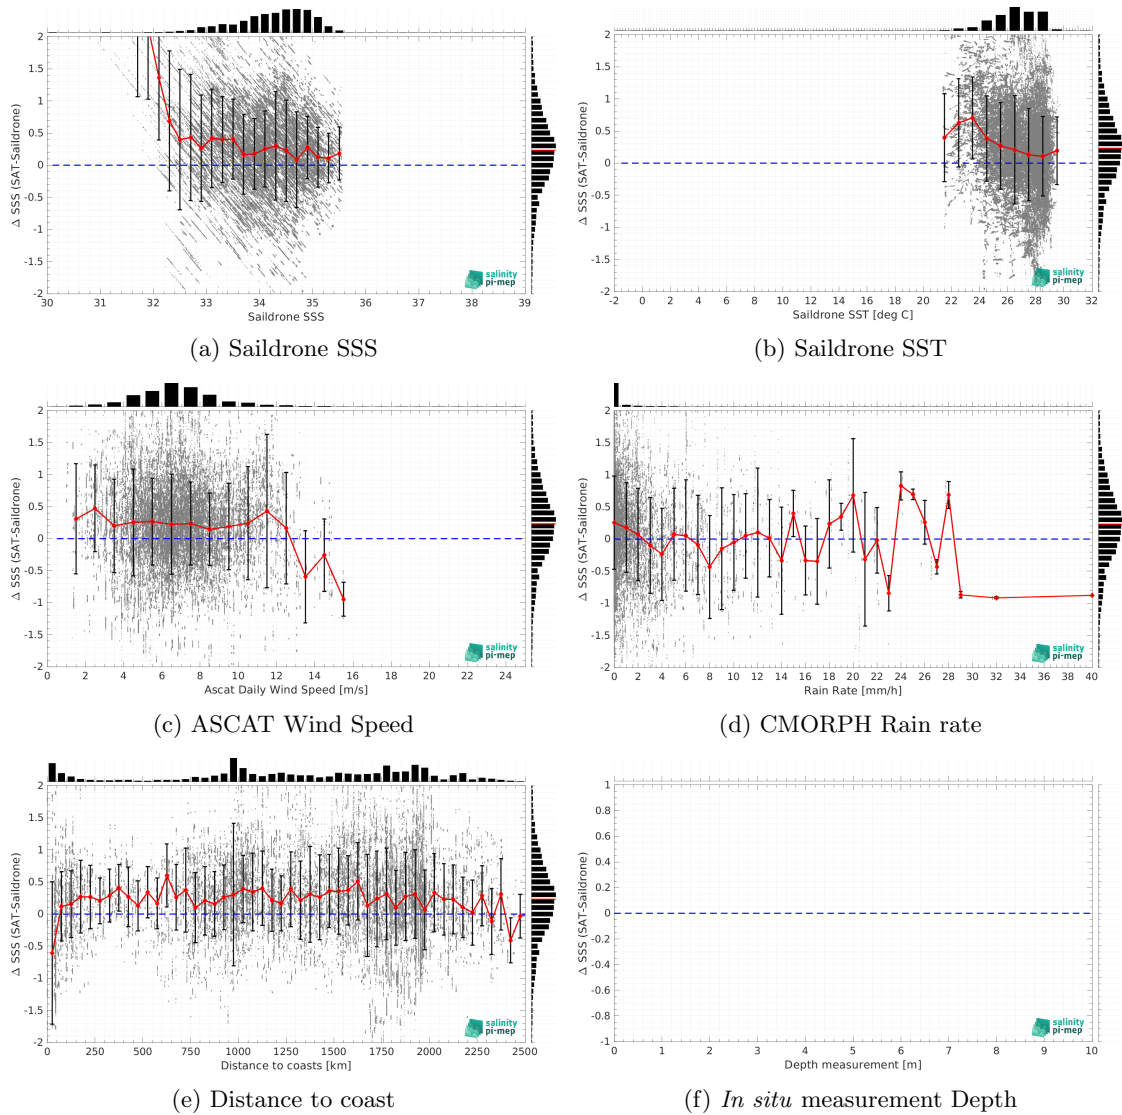 Δ SSS (SAT-Saildrone)
2
1.5
1
0.5
0
-0.5
-1
-1.5
-2
30 31 32 33 34 35 36 37 38 39
Saildrone SSS
salinity
pi-mep
(a) Saildrone SSS
Δ SSS (SAT-Saildrone)
2
1.5
1
0.5
0
-0.5
-1
-1.5
-2
-2 0 2 4 6 8 10 12 14 16 18 20 22 24 26 28 30 32
Saildrone SST [deg C]
salinity
pi-mep
(b) Saildrone SST
Δ SSS (SAT-Saildrone)
2
1.5
1
0.5
0
-0.5
-1
-1.5
-2
0 2 4 6 8 10 12 14 16 18 20 22 24
Ascat Daily Wind Speed [m/s]
salinity
pi-mep
(c) ASCAT Wind Speed
Δ SSS (SAT-Saildrone)
2
1.5
1
0.5
0
-0.5
-1
-1.5
-2
0 2 4 6 8 10 12 14 16 18 20 22 24 26 28 30 32 34 36 38 40
Rain Rate [mm/h]
salinity
pi-mep
(d) CMORPH Rain rate
Δ SSS (SAT-Saildrone)
2
1.5
1
0.5
0
-0.5
-1
-1.5
-2
0 250 500 750 1000 1250 1500 1750 2000 2250 2500
Distance to coasts [km]
salinity
pi-mep
(e) Distance to coast
Δ SSS (SAT-Saildrone)
1
0.8
0.6
0.4
0.2
0
-0.2
-0.4
-0.6
-0.8
-1
0 1 2 3 4 5 6 7 8 9 10
Depth measurement [m]
salinity
pi-mep
(f) In situ measurement Depth